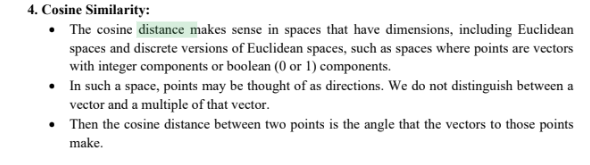 4. Cosine Similarity:
• The cosine distance makes sense in spaces that have dimensions, including Euclidean
spaces and discrete versions of Euclidean spaces, such as spaces where points are vectors
with integer components or boolean (0 or 1) components.
• In such a space, points may be thought of as directions. We do not distinguish between a
vector and a multiple of that vector.
• Then the cosine distance between two points is the angle that the vectors to those points
make.